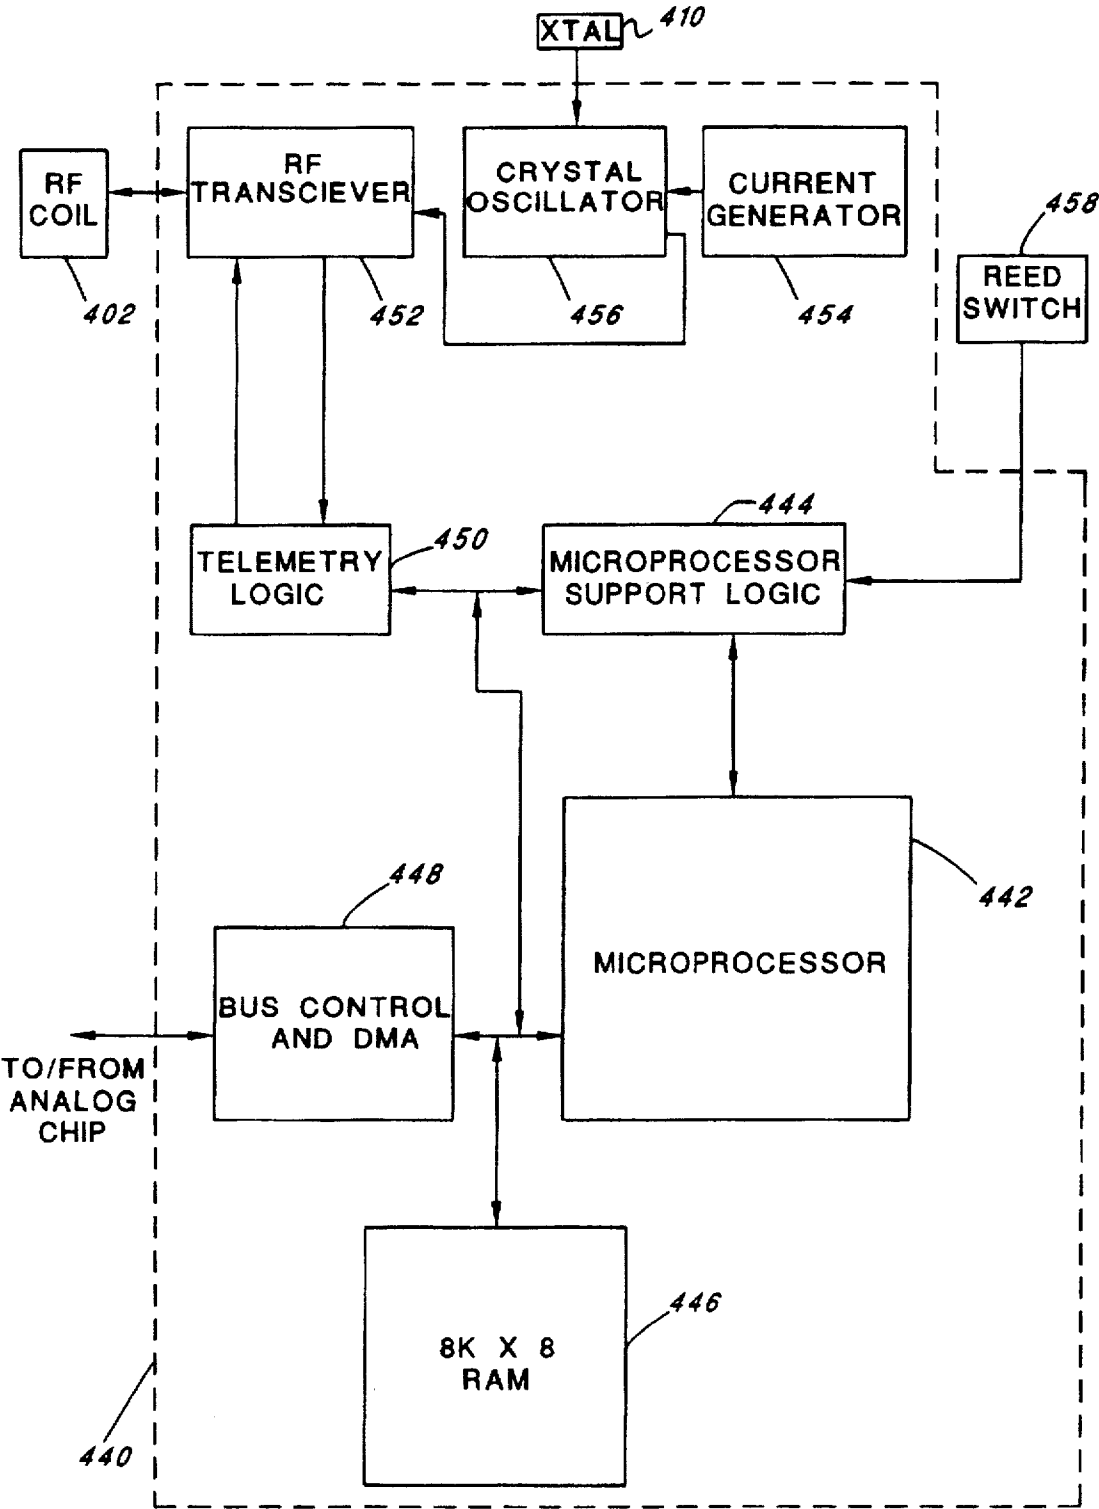 XTAL
410
RF
COIL
402
RF
TRANSCIEVER
452
CRYSTAL
OSCILLATOR
456
CURRENT
GENERATOR
454
458
REED
SWITCH
TELEMETRY
LOGIC
450
444
MICROPROCESSOR
SUPPORT LOGIC
448
BUS CONTROL
AND DMA
442
MICROPROCESSOR
TO/FROM
ANALOG
CHIP
446
8K X 8
RAM
440